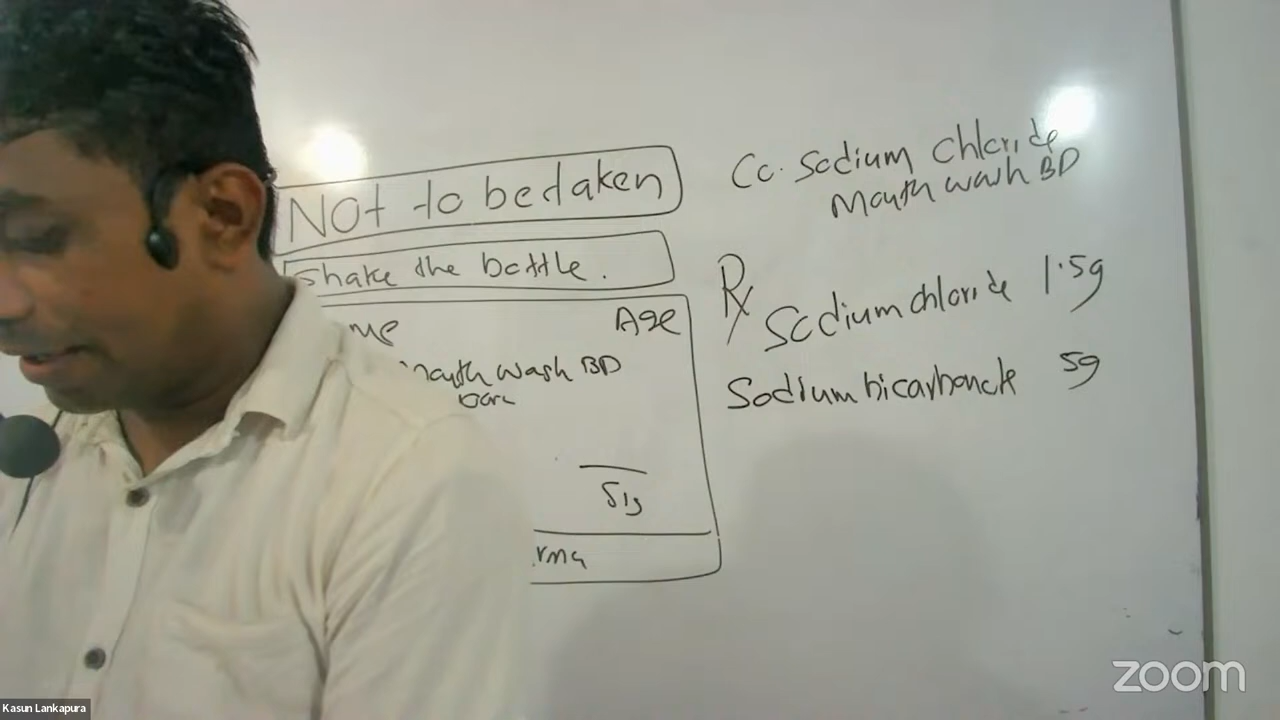 NOt to be taken
Shake the bottle.
Age
Mouth wash BD
Sig
Co. Sodium chloride
Mouth wash BD
Rx
Sodium chloride 1.5g
Sodium bicarbonate 5g
zoom
Kasun Lankapura